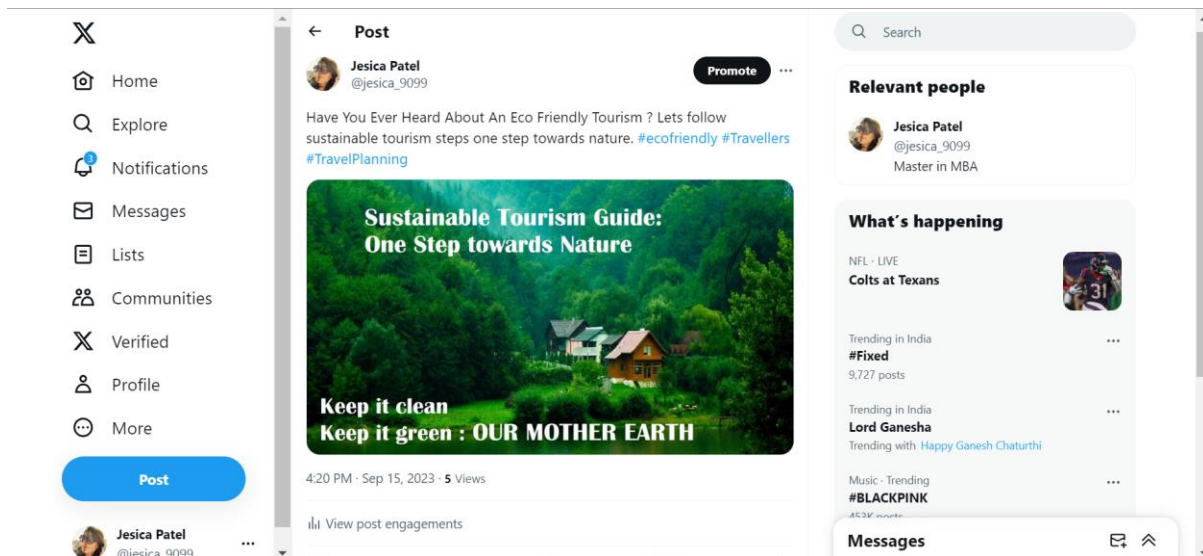 Home
Explore
3
Notifications
Messages
Lists
Communities
Verified
Profile
More
Post
Jesica Patel
@jesica_9099
Post
Jesica Patel
@jesica_9099
Promote
Have You Ever Heard About An Eco Friendly Tourism ? Lets follow
sustainable tourism steps one step towards nature. #ecofriendly #Travellers
#TravelPlanning
Sustainable Tourism Guide:
One Step towards Nature
Keep it clean
Keep it green : OUR MOTHER EARTH
4:20 PM · Sep 15, 2023 · 5 Views
View post engagements
Search
Relevant people
Jesica Patel
@jesica_9099
Master in MBA
What's happening
NFL · LIVE
Colts at Texans
31
Trending in India
#Fixed
9,727 posts
Trending in India
Lord Ganesha
Trending with Happy Ganesh Chaturthi
Music · Trending
#BLACKPINK
453K posts
Messages